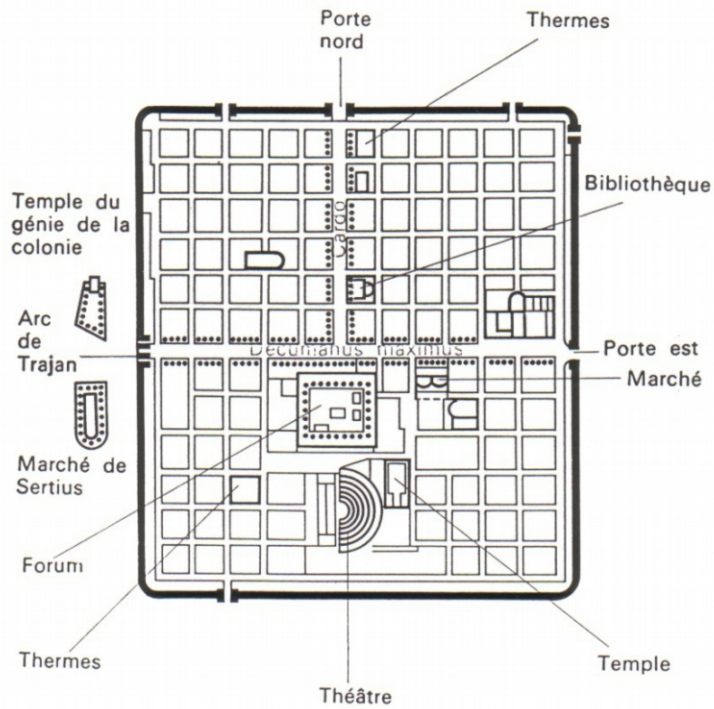 Porte
nord
Thermes
Bibliothèque
Temple du
génie de la
colonie
Cardo
Arc
de
Trajan
Decumanus maximus
Porte est
Marché
Marché de
Sertius
Forum
Thermes
Temple
Théâtre